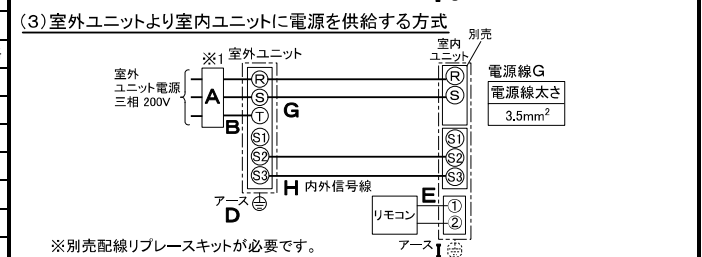 (3)室外ユニットより室内ユニットに電源を供給する方式
別売
※1 室外ユニット
室内
ユニット
室外
ユニット電源
三相 200V
A
B
R
S
T
S1
S2
S3
G
H 内外信号線
R
S
S1
S2
S3
電源線G
電源線太さ
3.5mm²
アース
D
リモコン
E
①
②
アース I
※別売配線リプレースキットが必要です。